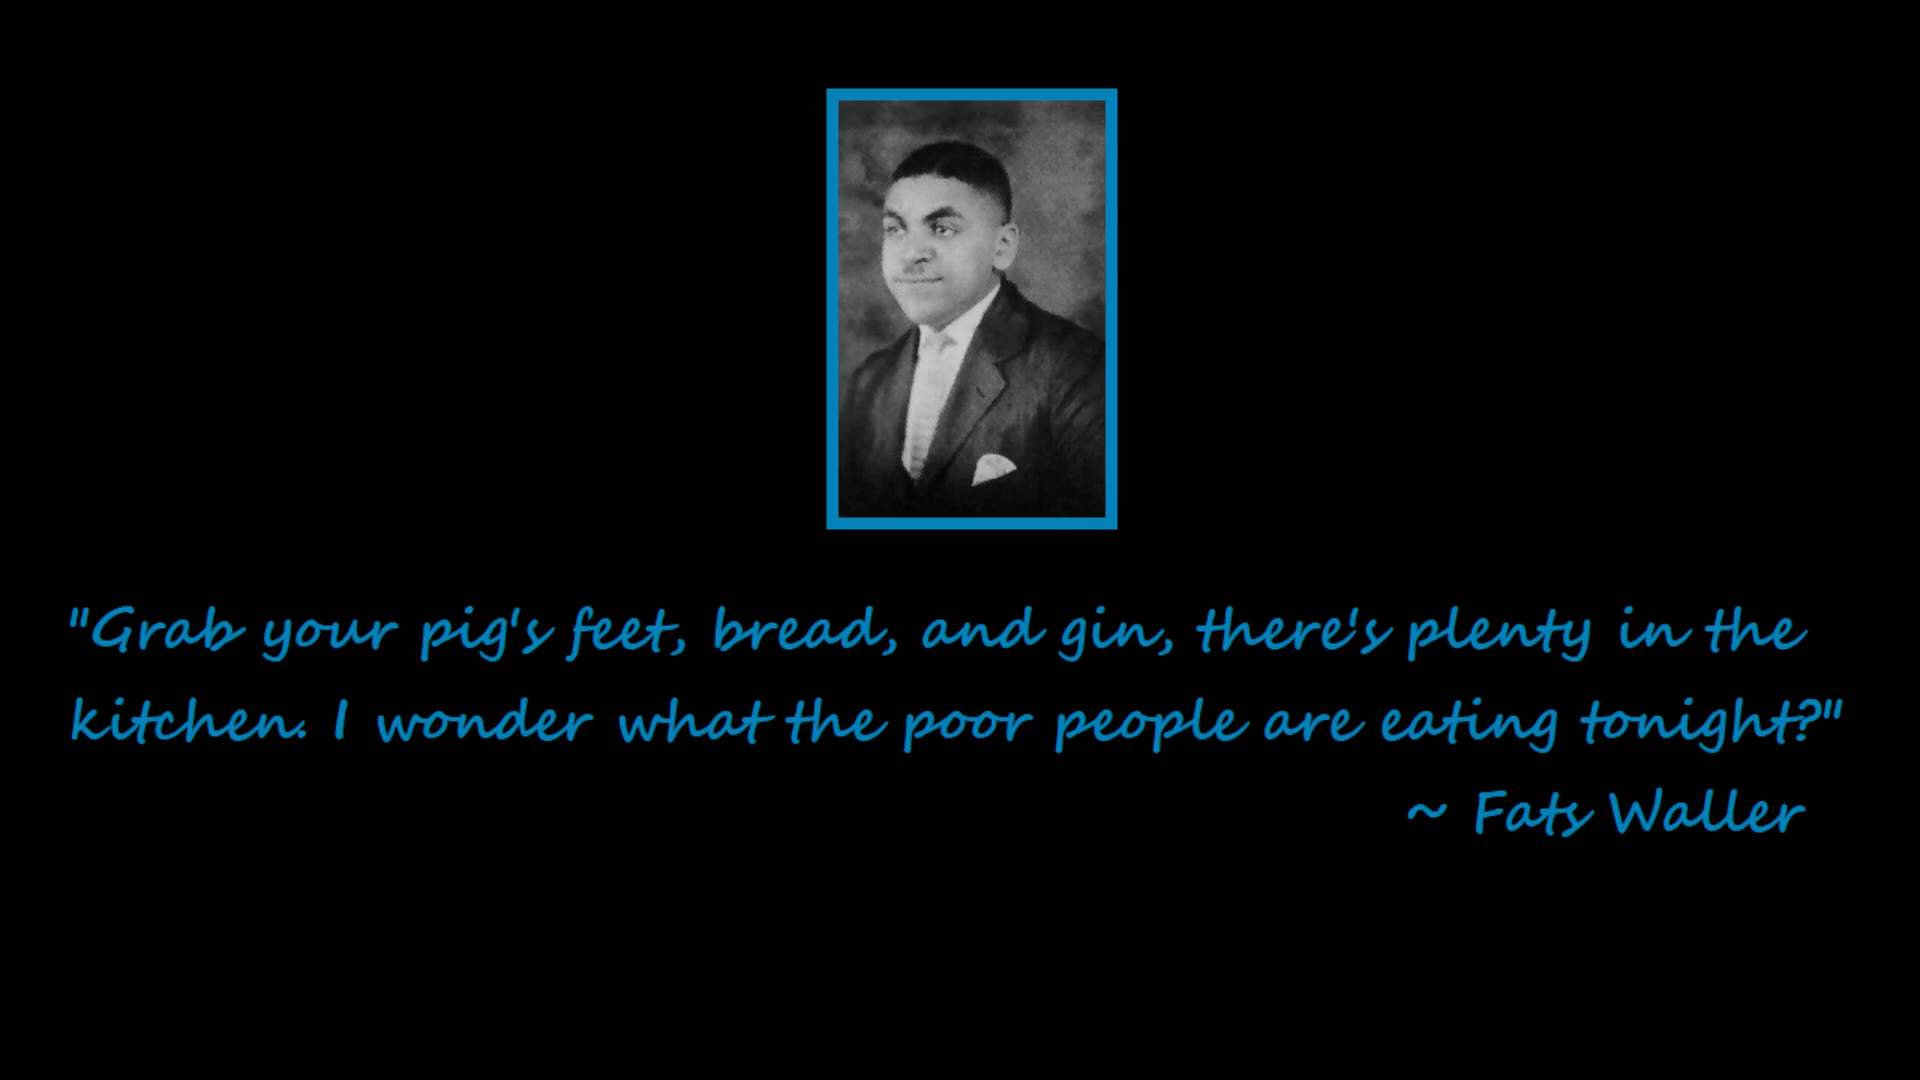 "Grab your pig's feet, bread, and gin, there's plenty in the
kitchen. I wonder what the poor people are eating tonight?"
~ Fats Waller